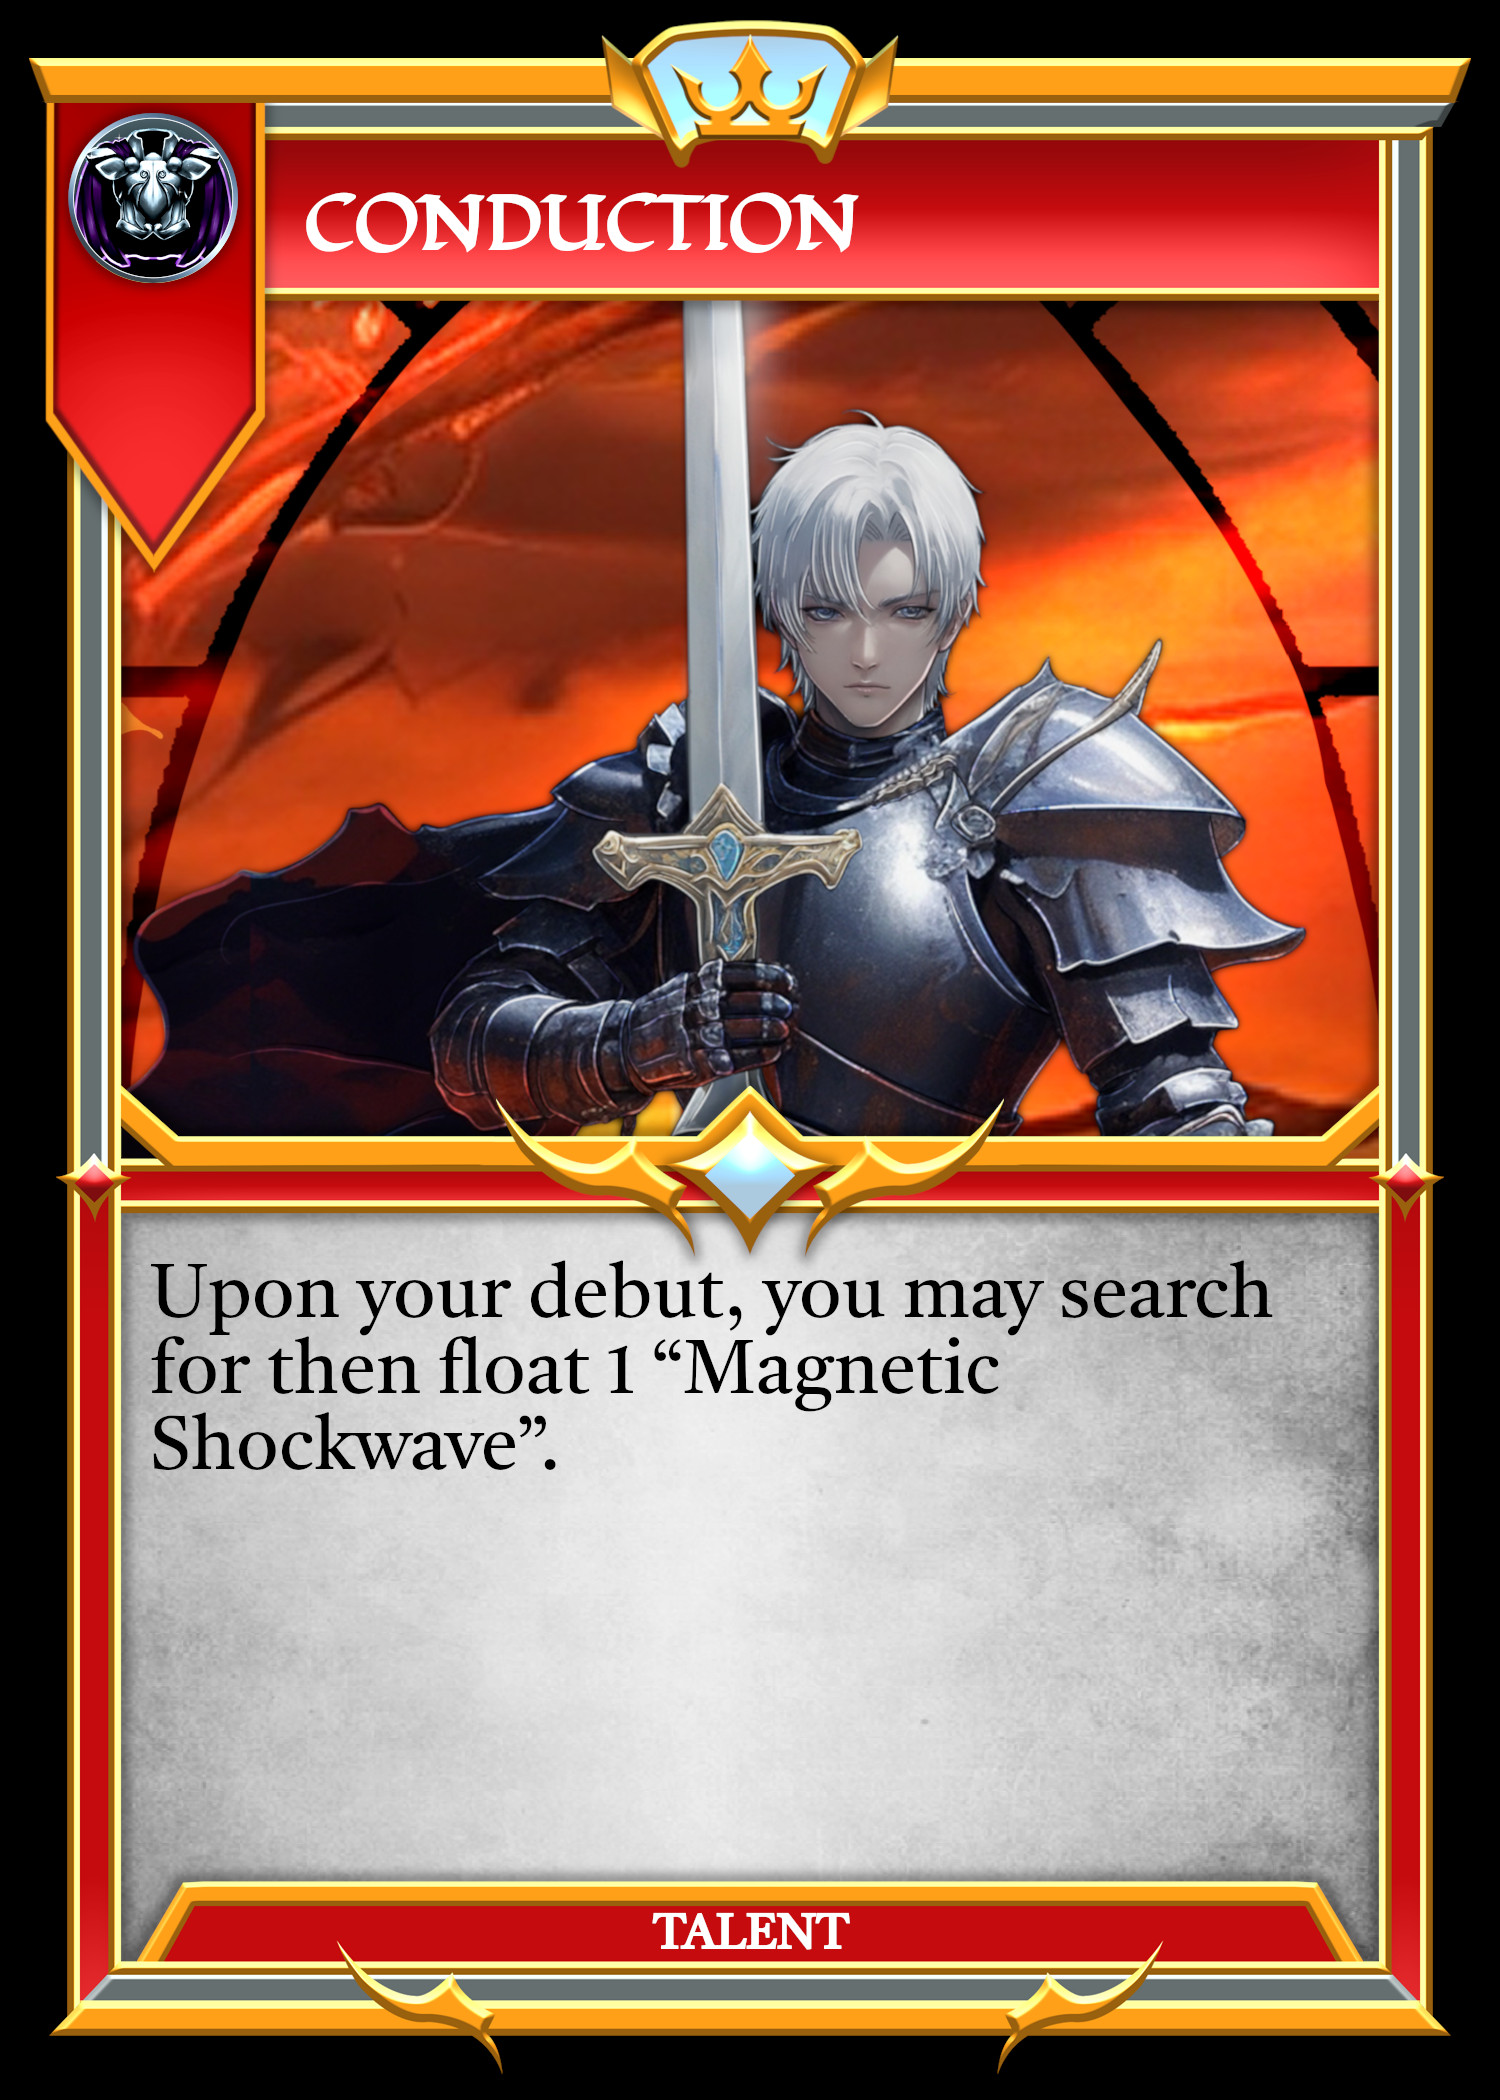 CONDUCTION
Upon your debut, you may search
for then float 1 “Magnetic
Shockwave”.
TALENT